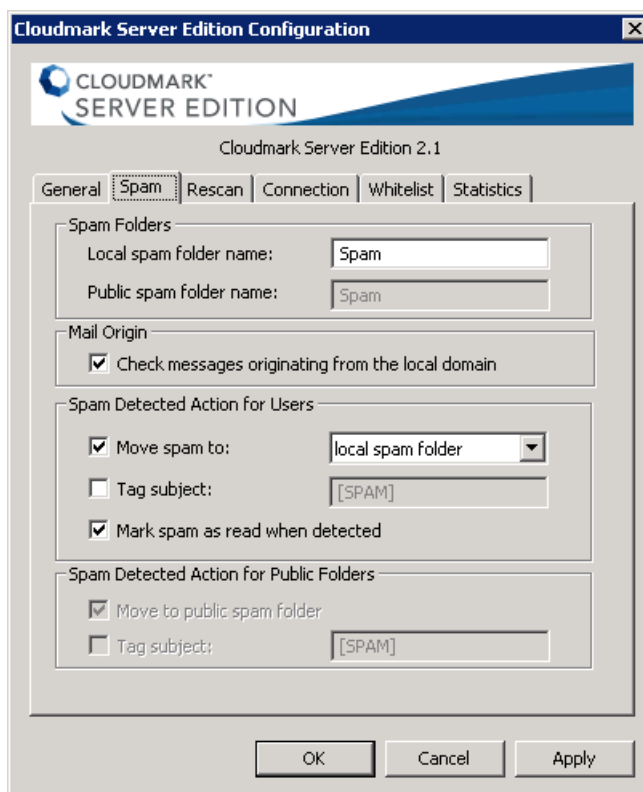 Cloudmark Server Edition Configuration
CLOUDMARK™
SERVER EDITION
Cloudmark Server Edition 2.1
General Spam Rescan Connection Whitelist Statistics
Spam Folders
Local spam folder name: Spam
Public spam folder name: Spam
Mail Origin
Check messages originating from the local domain
Spam Detected Action for Users
Move spam to: local spam folder
Tag subject: [SPAM]
Mark spam as read when detected
Spam Detected Action for Public Folders
Move to public spam folder
Tag subject: [SPAM]
OK Cancel Apply